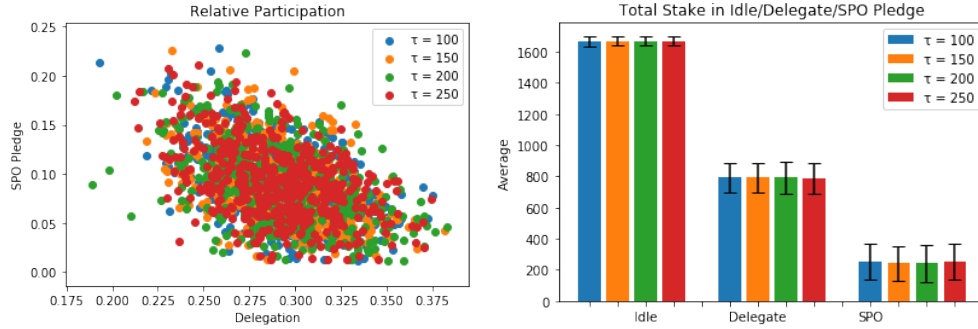 Relative Participation
0.25
0.20
0.15
0.10
0.05
0.00
SPO Pledge
τ = 100
τ = 150
τ = 200
τ = 250
0.175 0.200 0.225 0.250 0.275 0.300 0.325 0.350 0.375
Delegation
Total Stake in Idle/Delegate/SPO Pledge
1600
1400
1200
1000
800
600
400
200
0
Average
τ = 100
τ = 150
τ = 200
τ = 250
Idle Delegate SPO